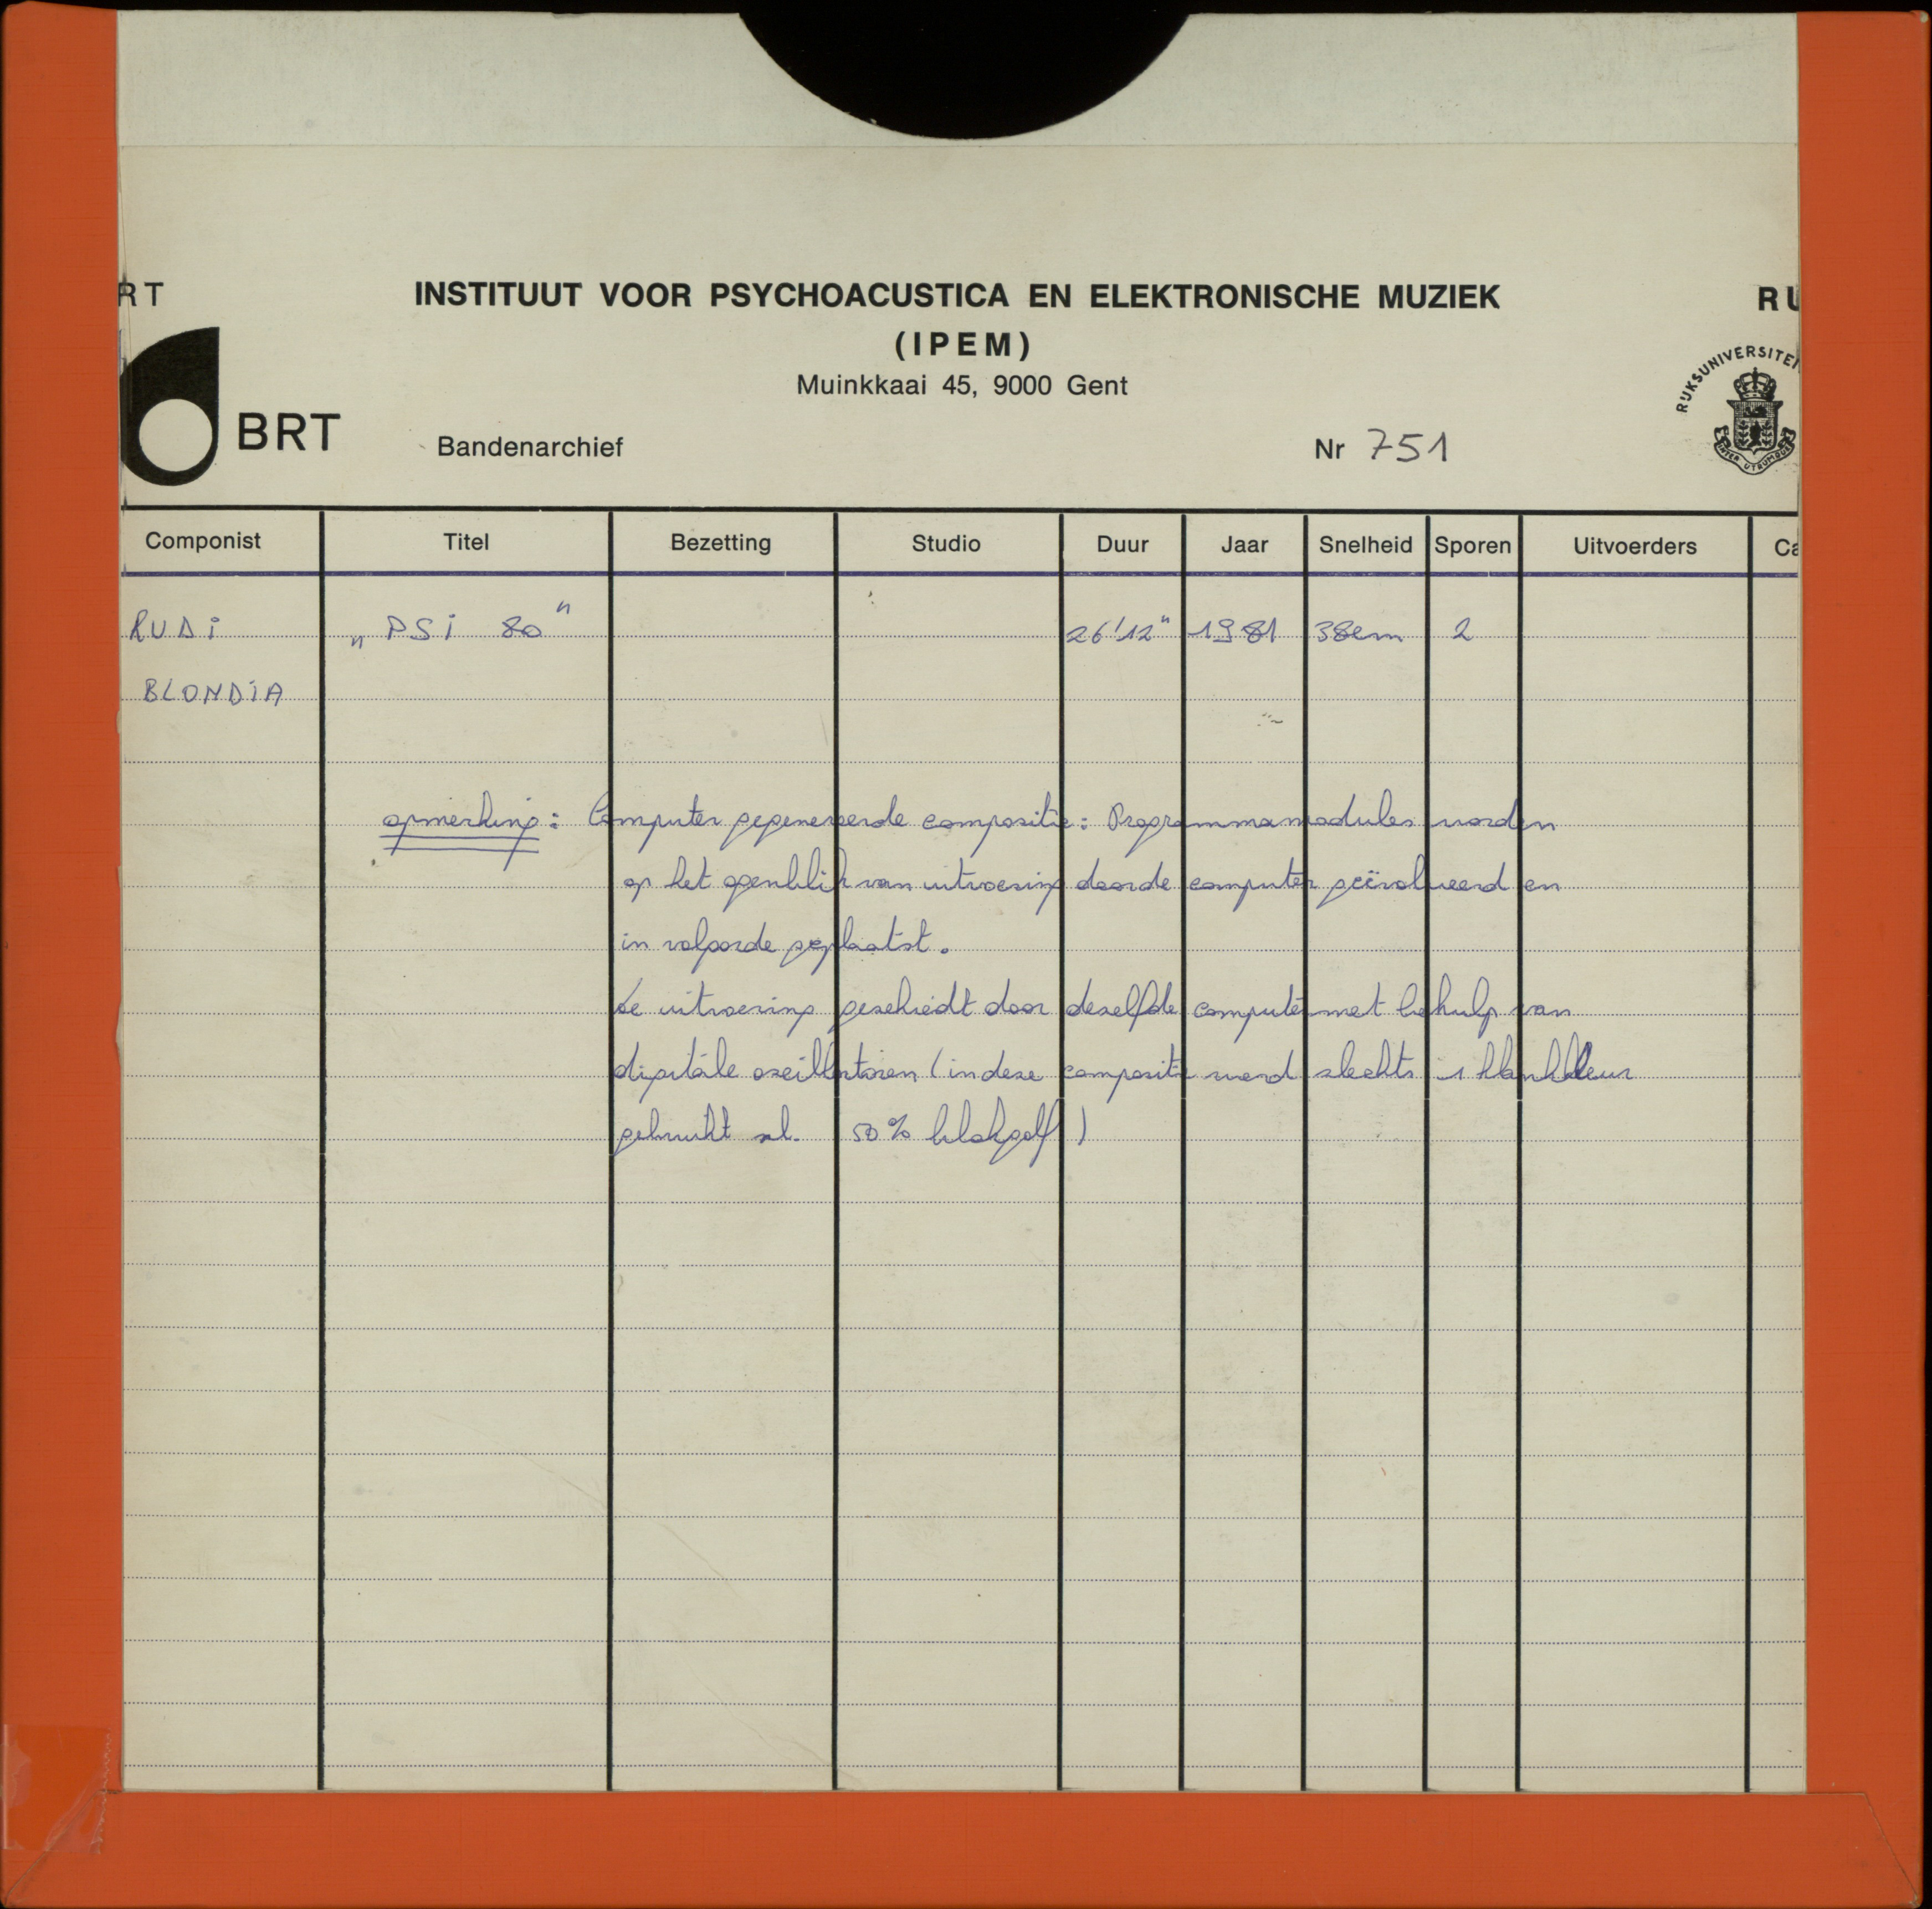 RT INSTITUUT VOOR PSYCHOACUSTICA EN ELEKTRONISCHE MUZIEK RU
(IPEM)
Muinkkaai 45, 9000 Gent
RIJKSUNIVERSITEI
INTER UTRUMQUE
BRT Bandenarchief Nr 751
Componist Titel Bezetting Studio Duur Jaar Snelheid Sporen Uitvoerders Ca
RUDi „PSi 80" 26'12" 1981 38cm 2
BLONDiA
opmerking: Computer gegenereerde compositie: Programmamodules worden
op het ogenblik van uitvoering door de computer geëvolueerd en
in volgorde geplaatst.
De uitvoering geschiedt door dezelfde computer met behulp van
digitále oscillatoren (in deze compositie werd slechts 1 klankkleur
gebruikt nl. 50% blokgolf)